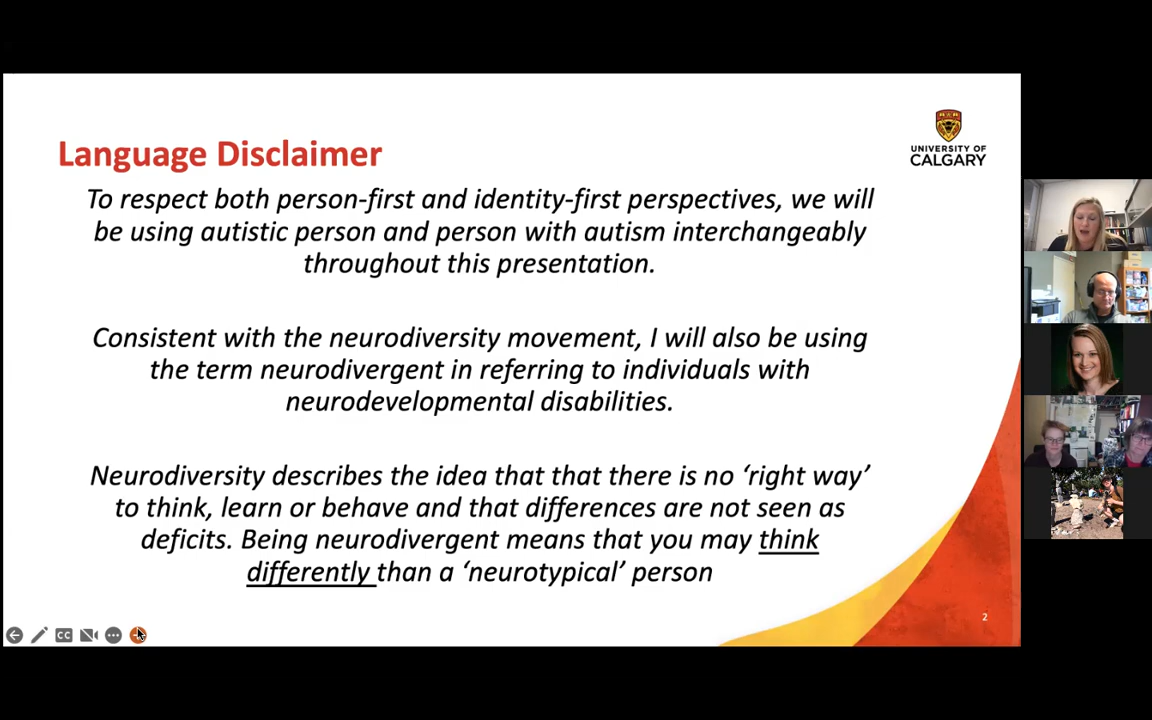 Language Disclaimer
UNIVERSITY OF
CALGARY
To respect both person-first and identity-first perspectives, we will
be using autistic person and person with autism interchangeably
throughout this presentation.
Consistent with the neurodiversity movement, I will also be using
the term neurodivergent in referring to individuals with
neurodevelopmental disabilities.
Neurodiversity describes the idea that that there is no ‘right way’
to think, learn or behave and that differences are not seen as
deficits. Being neurodivergent means that you may think
differently than a ‘neurotypical’ person
2
CC